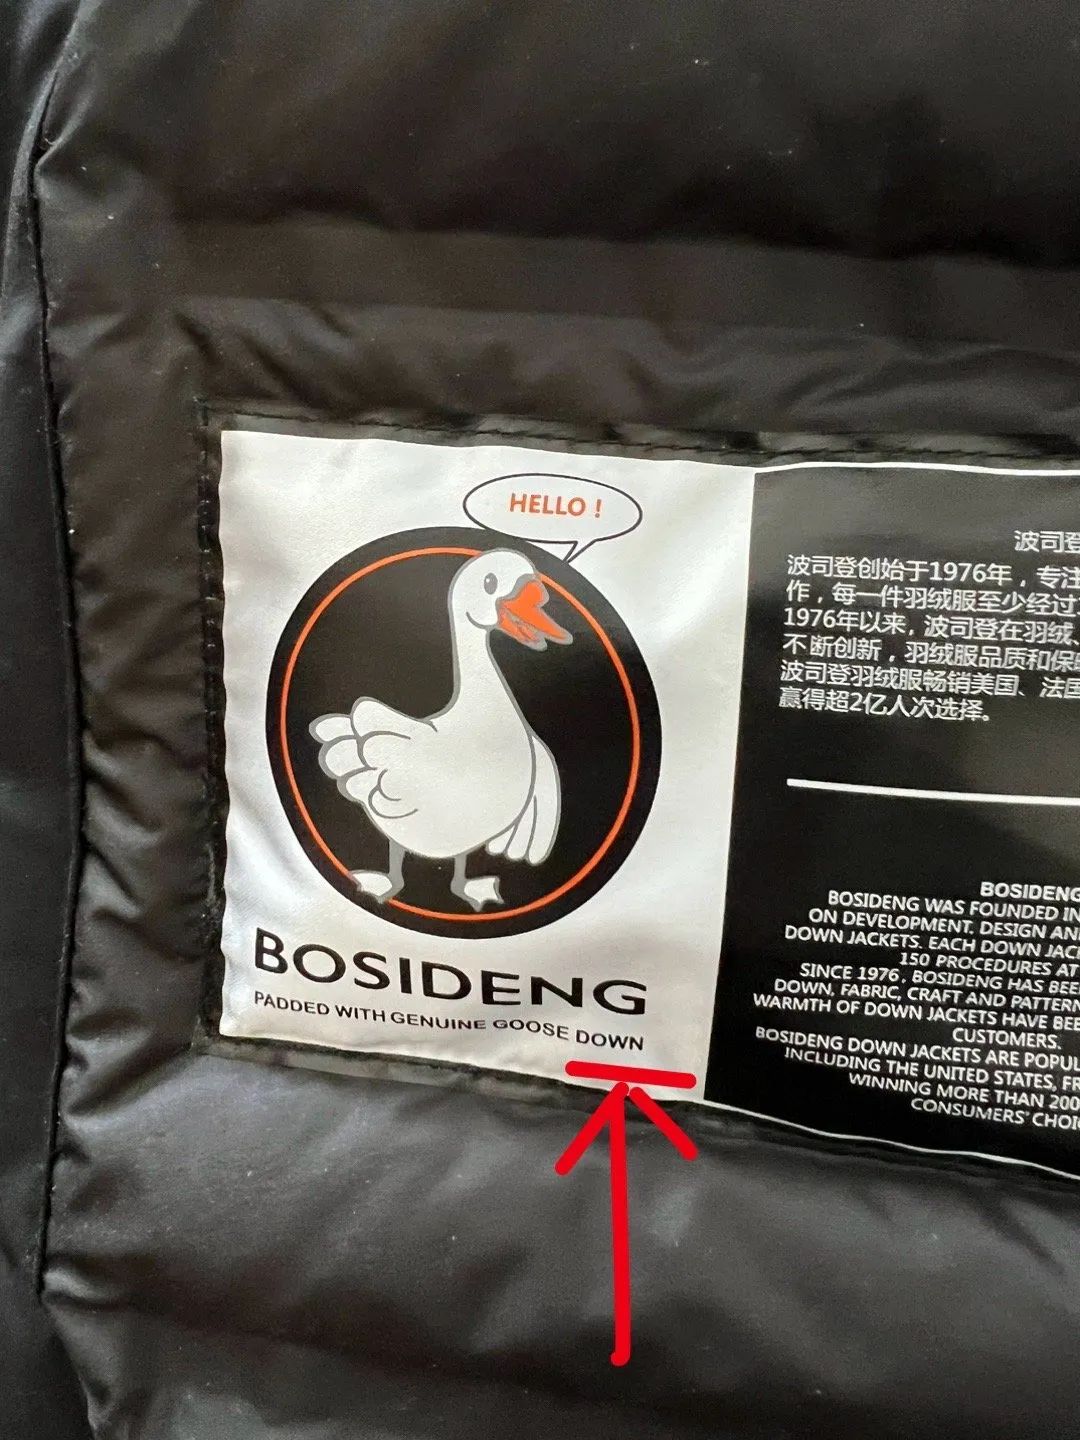 HELLO !
BOSIDENG
PADDED WITH GENUINE GOOSE DOWN
波司登
波司登创始于1976年，专注
作，每一件羽绒服至少经过
1976年以来，波司登在羽绒、
不断创新，羽绒服品质和保
波司登羽绒服畅销美国、法国
赢得超2亿人次选择。
BOSIDENG
BOSIDENG WAS FOUNDED IN
ON DEVELOPMENT, DESIGN AN
DOWN JACKETS. EACH DOWN JAC
150 PROCEDURES AT
SINCE 1976, BOSIDENG HAS BEE
DOWN, FABRIC, CRAFT AND PATTERN
WARMTH OF DOWN JACKETS HAVE BEE
CUSTOMERS.
BOSIDENG DOWN JACKETS ARE POPUL
INCLUDING THE UNITED STATES, FR
WINNING MORE THAN 200
CONSUMERS' CHOI